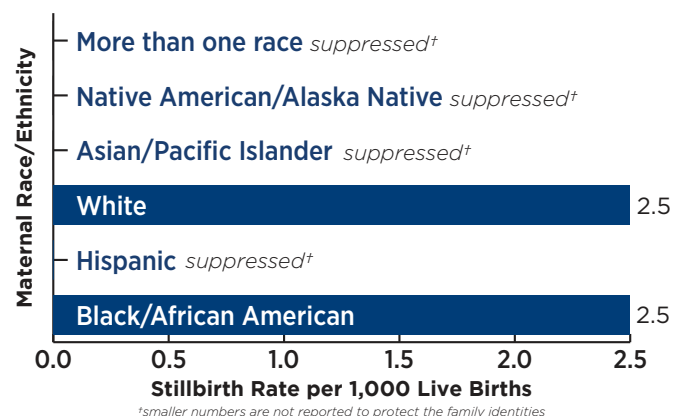 Maternal Race/Ethnicity
More than one race suppressed†
Native American/Alaska Native suppressed†
Asian/Pacific Islander suppressed†
White 2.5
Hispanic suppressed†
Black/African American 2.5
0.0 0.5 1.0 1.5 2.0 2.5
Stillbirth Rate per 1,000 Live Births
†smaller numbers are not reported to protect the family identities